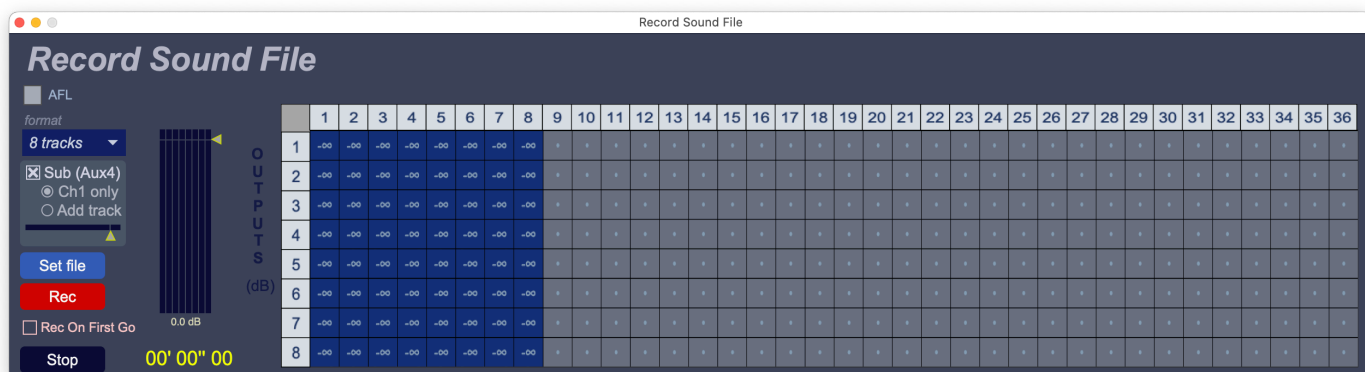 Record Sound File
Record Sound File
AFL
format
8 tracks
Sub (Aux4)
Ch1 only
Add track
Set file
Rec
Rec On First Go
Stop
0.0 dB
00' 00" 00
OUTPUTS
(dB)
1 2 3 4 5 6 7 8 9 10 11 12 13 14 15 16 17 18 19 20 21 22 23 24 25 26 27 28 29 30 31 32 33 34 35 36
1 -∞ -∞ -∞ -∞ -∞ -∞ -∞ -∞
2 -∞ -∞ -∞ -∞ -∞ -∞ -∞ -∞
3 -∞ -∞ -∞ -∞ -∞ -∞ -∞ -∞
4 -∞ -∞ -∞ -∞ -∞ -∞ -∞ -∞
5 -∞ -∞ -∞ -∞ -∞ -∞ -∞ -∞
6 -∞ -∞ -∞ -∞ -∞ -∞ -∞ -∞
7 -∞ -∞ -∞ -∞ -∞ -∞ -∞ -∞
8 -∞ -∞ -∞ -∞ -∞ -∞ -∞ -∞